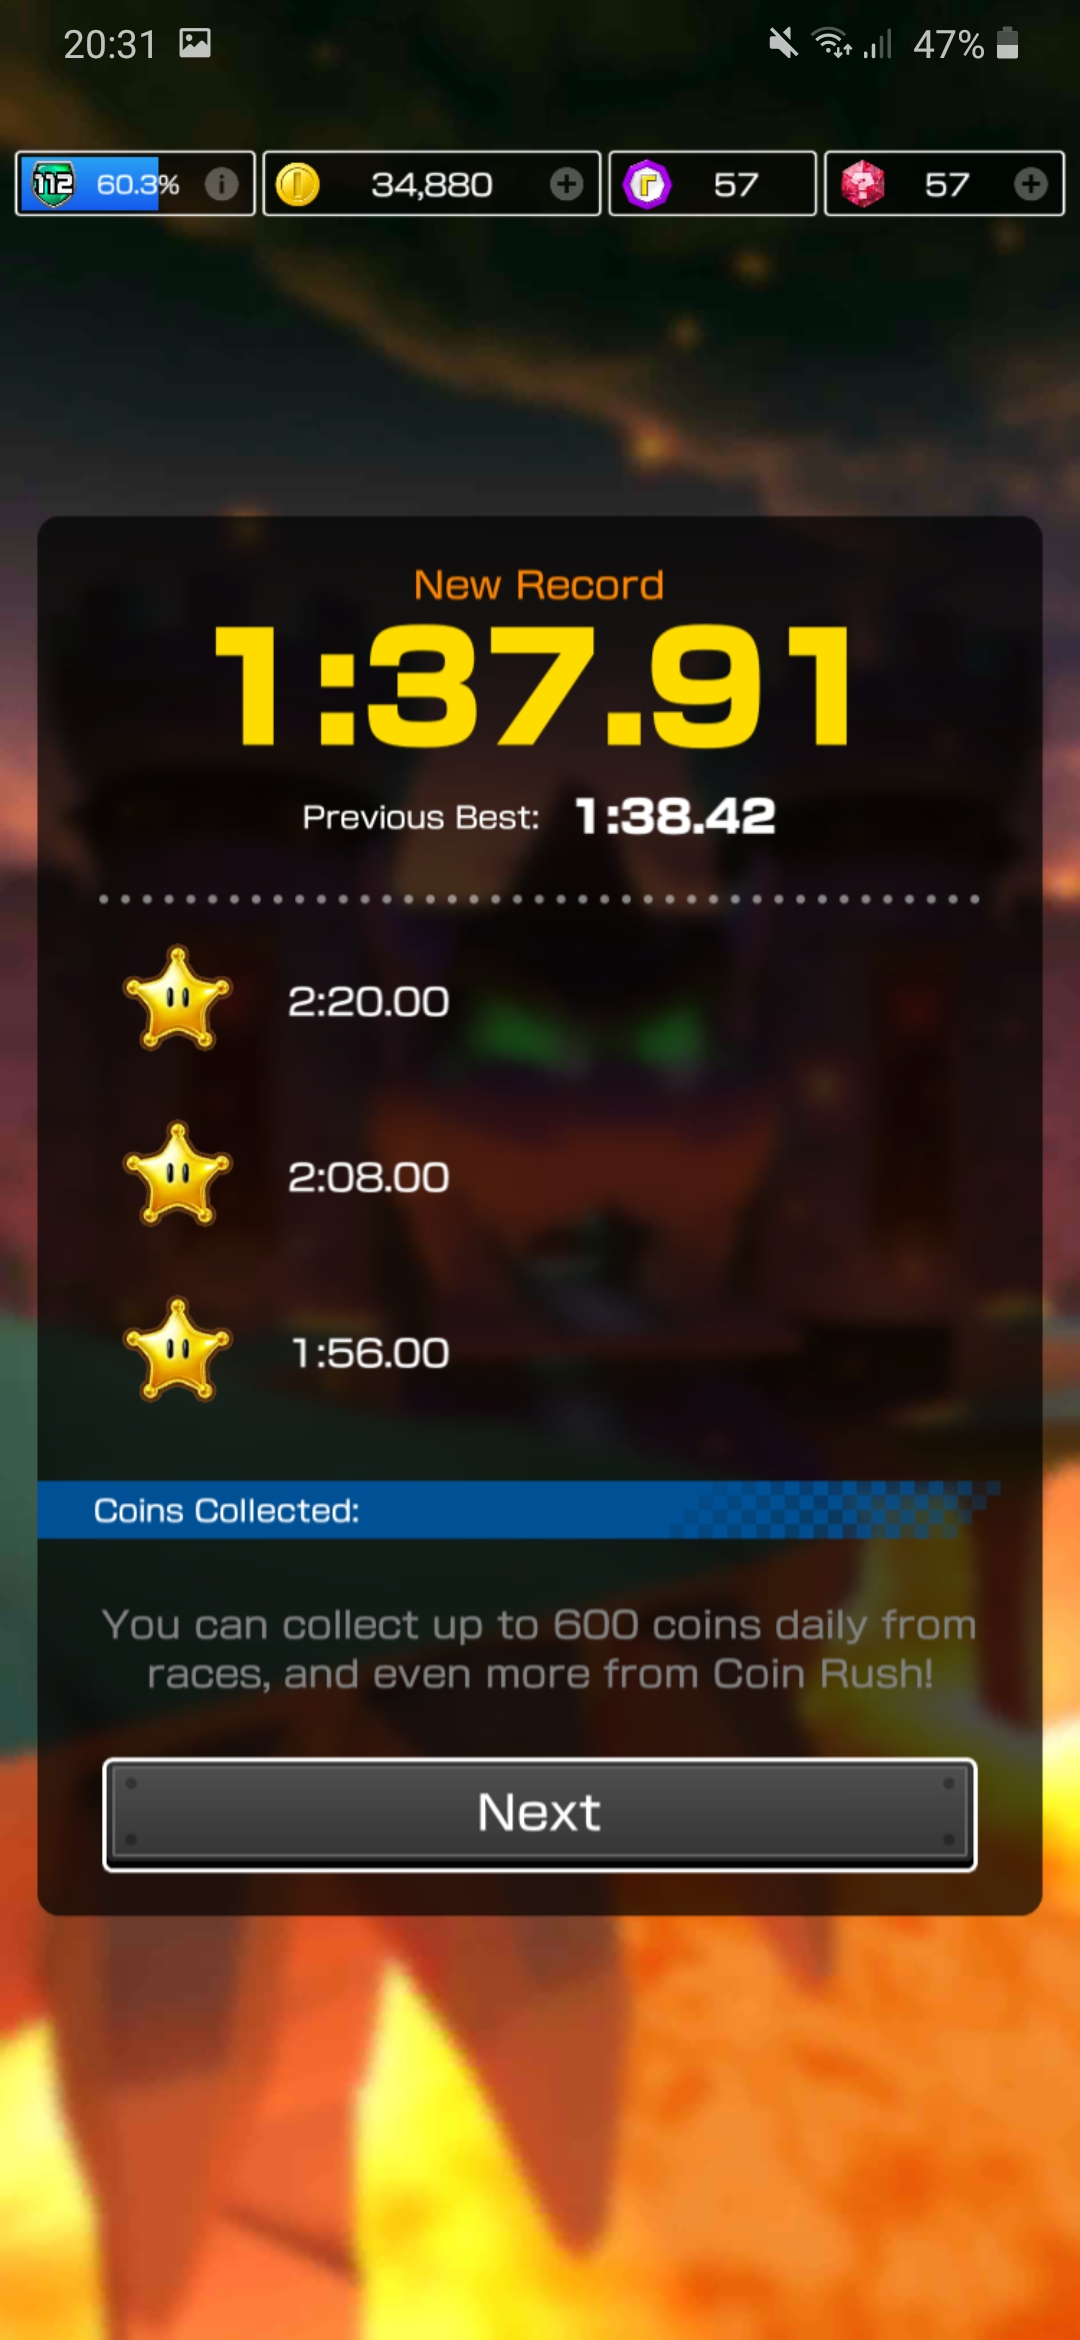 20:31 47%
112 60.3% i 34,880 57 57
New Record
1:37.91
Previous Best: 1:38.42
2:20.00
2:08.00
1:56.00
Coins Collected:
You can collect up to 600 coins daily from
races, and even more from Coin Rush!
Next